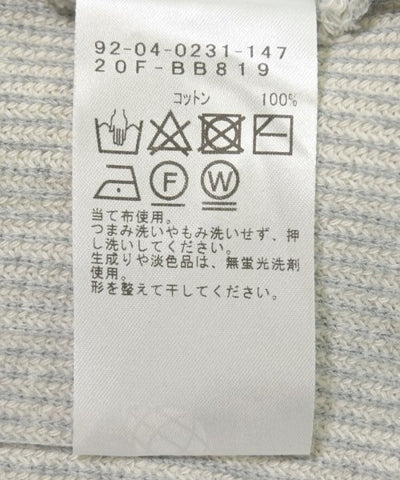 92-04-0231-147
20F-BB819
コットン 100%
F W
当て布使用。
つまみ洗いやもみ洗いせず、押
し洗いしてください。
生成りや淡色品は、無蛍光洗剤
使用。
形を整えて干してください。